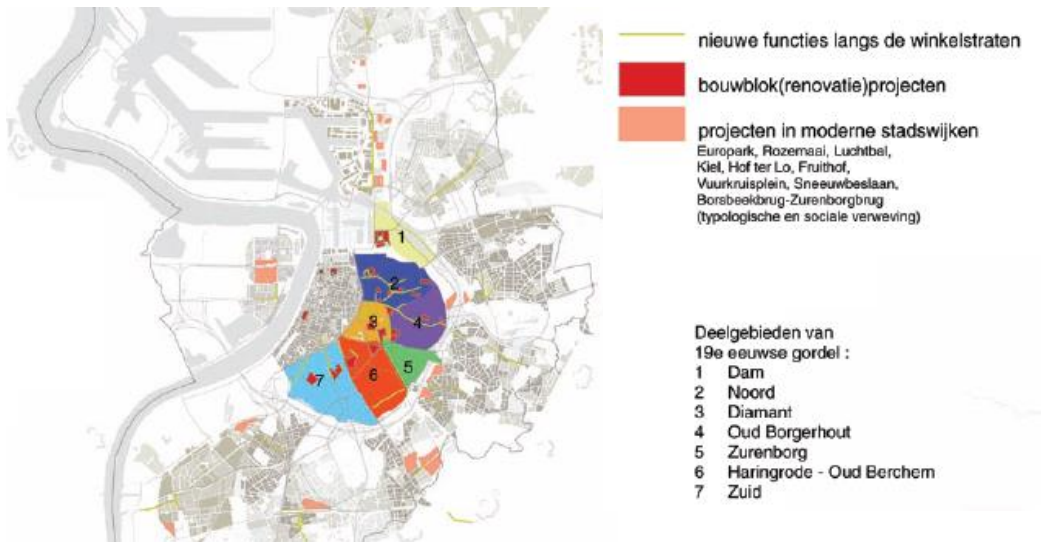 nieuwe functies langs de winkelstraten
bouwblok(renovatie)projecten
projecten in moderne stadswijken
Europark, Rozemaai, Luchtbal,
Kiel, Hof ter Lo, Fruithof,
Vuurkruisplein, Sneeuwbeslaan,
Borsbeekbrug-Zurenborgbrug
(typologische en sociale verweving)
1
2
3
4
5
6
7
Deelgebieden van
19e eeuwse gordel :
1 Dam
2 Noord
3 Diamant
4 Oud Borgerhout
5 Zurenborg
6 Haringrode - Oud Berchem
7 Zuid